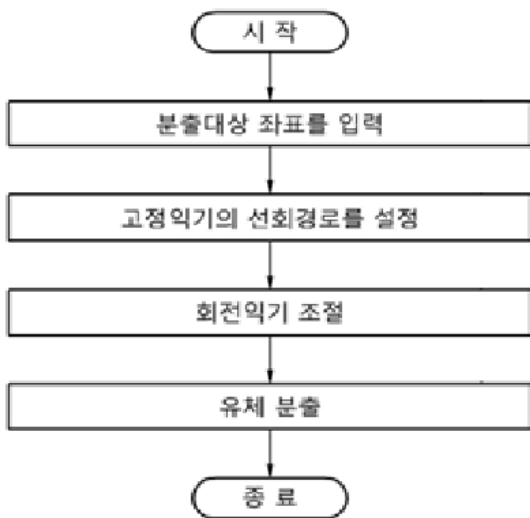 시 작
분출대상 좌표를 입력
고정익기의 선회경로를 설정
회전익기 조절
유체 분출
종 료